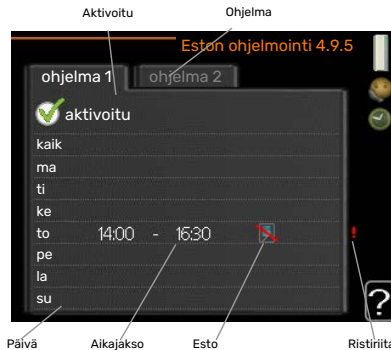 Aktivoitu Ohjelma
Eston ohjelmointi 4.9.5
ohjelma 1 ohjelma 2
aktivoitu
kaik
ma
ti
ke
to 14:00 - 16:30 !
pe
la
su
?
Päivä Aikajakso Esto Ristiriita